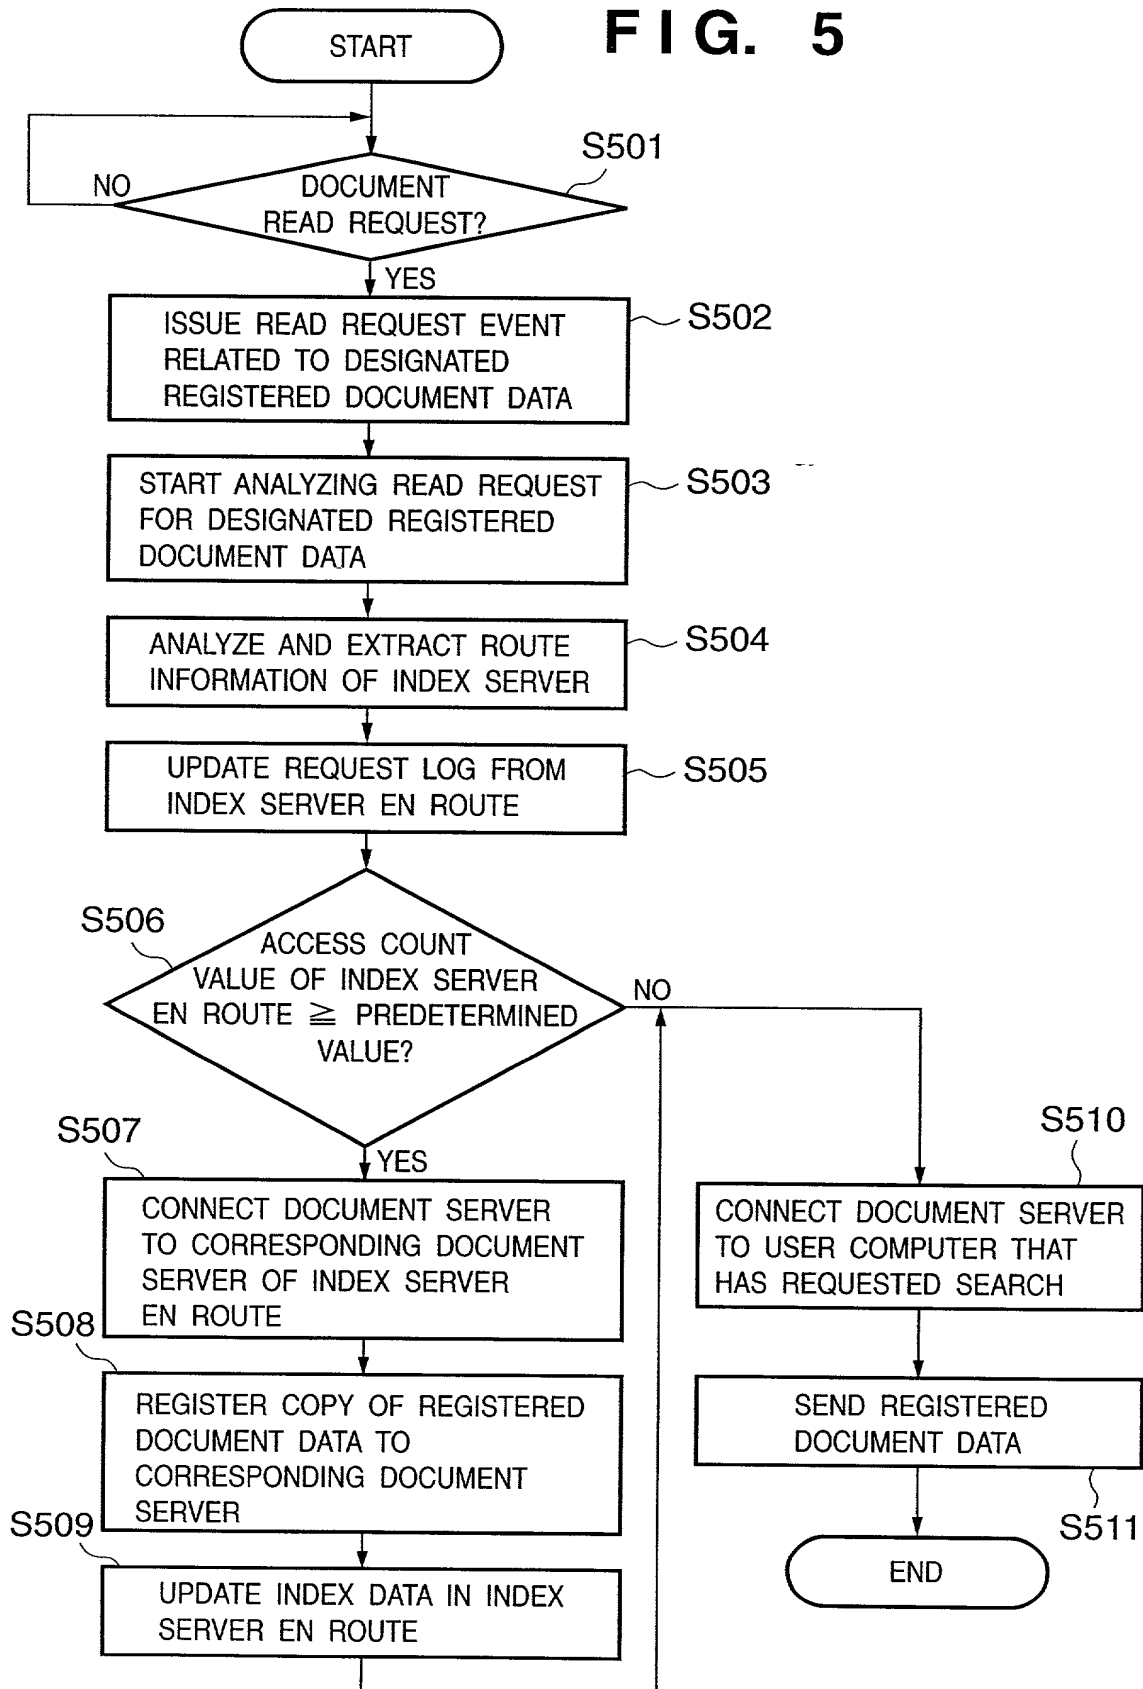 FIG. 5
START
S501
NO
DOCUMENT
READ REQUEST?
YES
S502
ISSUE READ REQUEST EVENT
RELATED TO DESIGNATED
REGISTERED DOCUMENT DATA
S503
START ANALYZING READ REQUEST
FOR DESIGNATED REGISTERED
DOCUMENT DATA
S504
ANALYZE AND EXTRACT ROUTE
INFORMATION OF INDEX SERVER
S505
UPDATE REQUEST LOG FROM
INDEX SERVER EN ROUTE
S506
ACCESS COUNT
VALUE OF INDEX SERVER
EN ROUTE ≧ PREDETERMINED
VALUE?
NO
S507
YES
CONNECT DOCUMENT SERVER
TO CORRESPONDING DOCUMENT
SERVER OF INDEX SERVER
EN ROUTE
S508
REGISTER COPY OF REGISTERED
DOCUMENT DATA TO
CORRESPONDING DOCUMENT
SERVER
S509
UPDATE INDEX DATA IN INDEX
SERVER EN ROUTE
S510
CONNECT DOCUMENT SERVER
TO USER COMPUTER THAT
HAS REQUESTED SEARCH
SEND REGISTERED
DOCUMENT DATA
S511
END